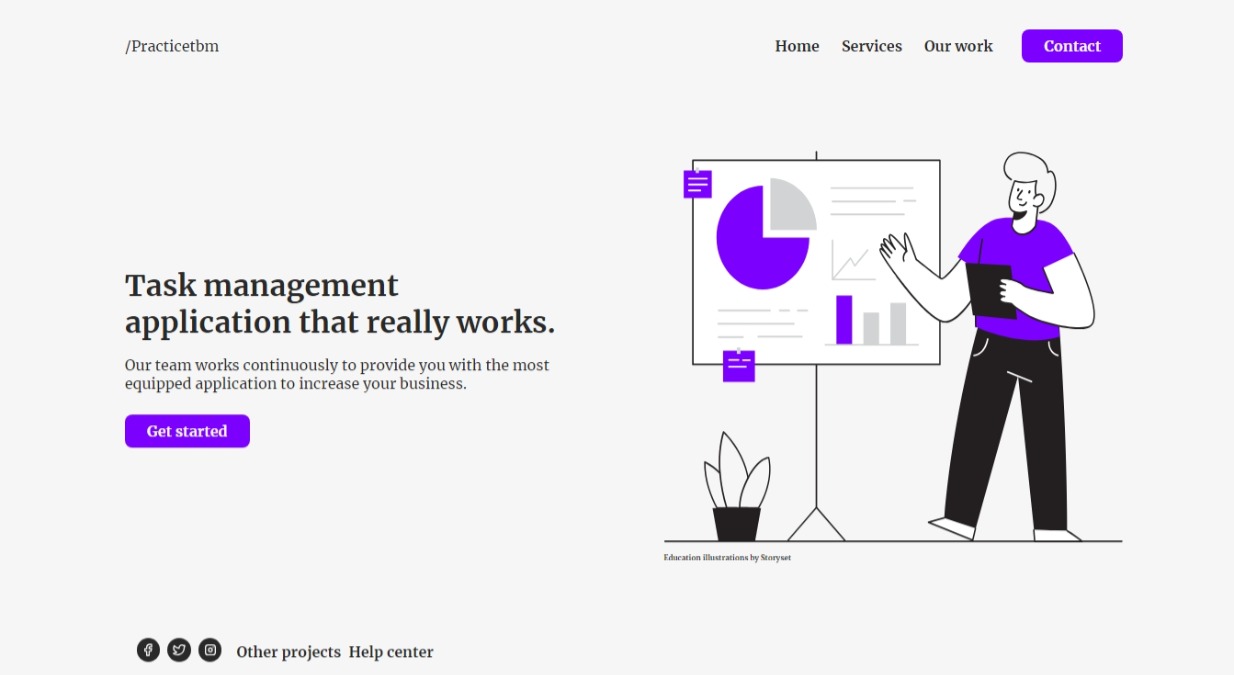 /Practicetbm
Home Services Our work Contact
Task management
application that really works.
Our team works continuously to provide you with the most
equipped application to increase your business.
Get started
Education illustrations by Storyset
Other projects Help center